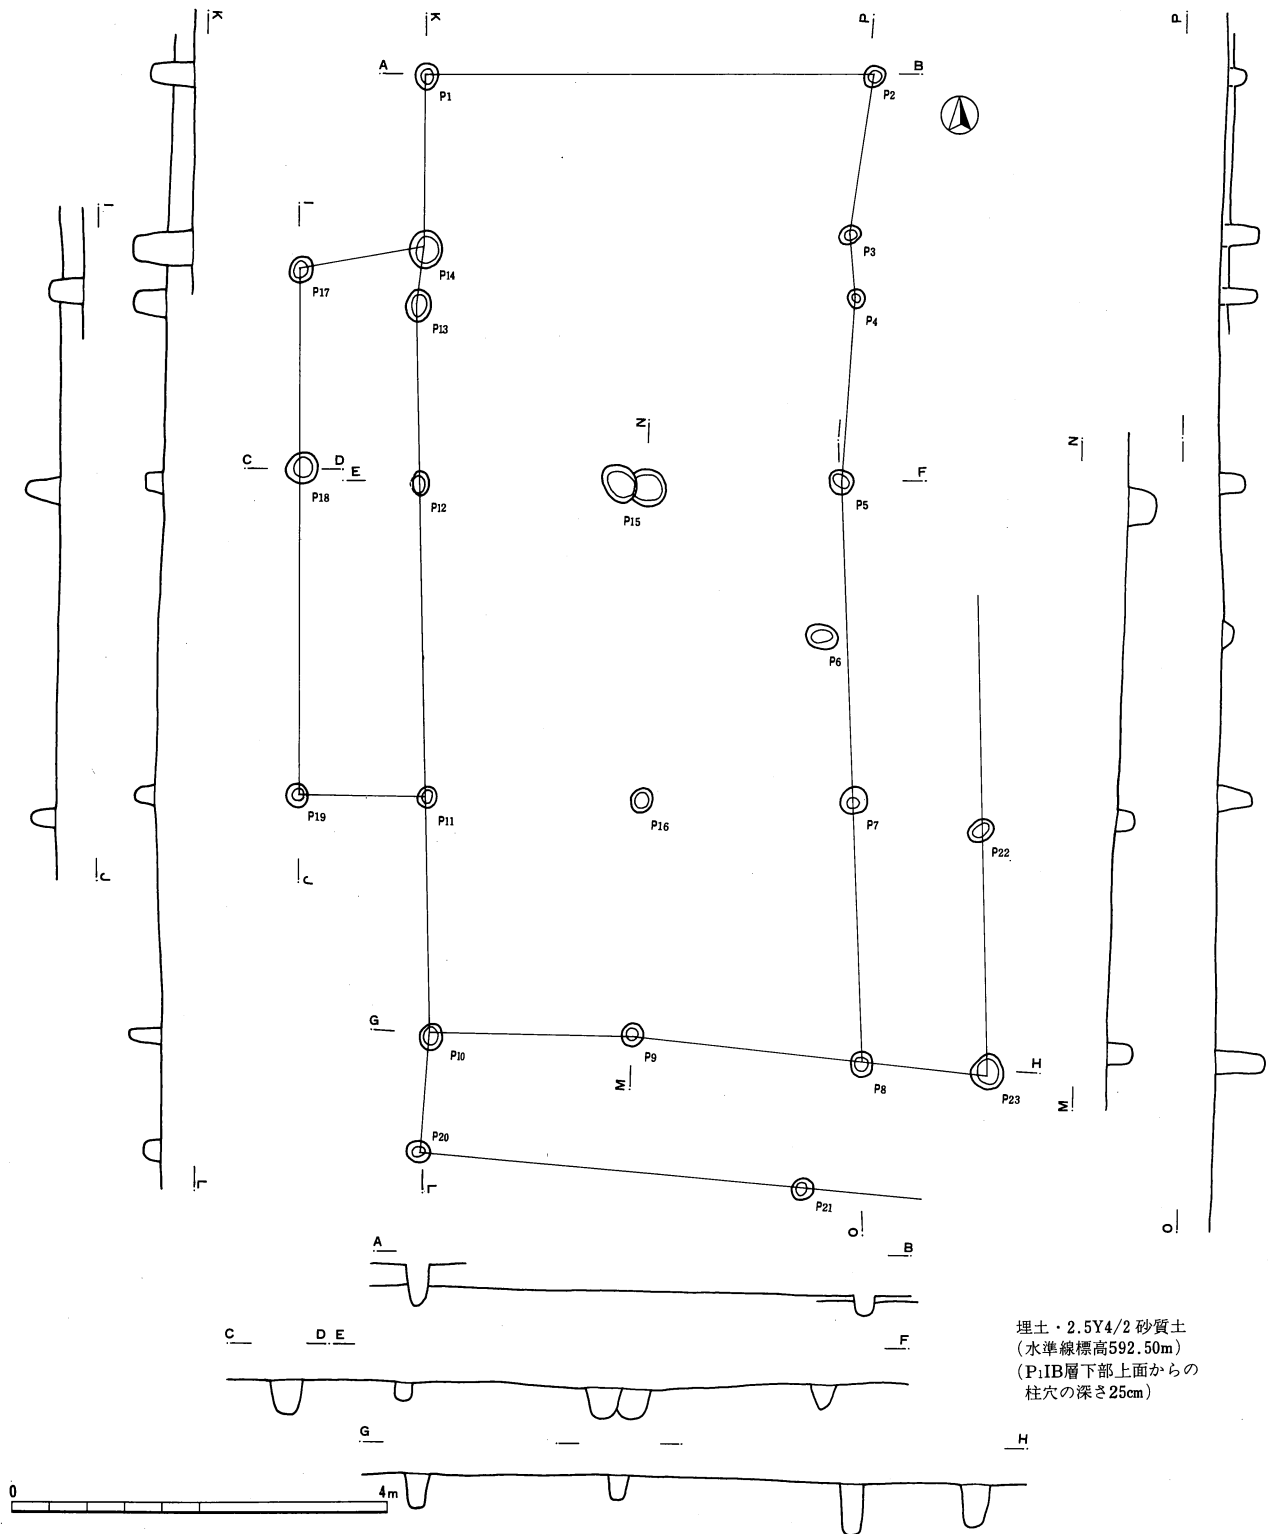 K
K
P
P
A
B
P1
P2
I
I
P3
P14
P17
P4
P13
N
N
C
D
E
F
P18
P12
P15
P5
P6
P19
P11
P16
P7
P22
J
J
G
P10
P9
P8
H
P23
M
M
P20
L
L
P21
O
O
A
B
C
D E
F
G
H
埋土・2.5Y4/2 砂質土
(水準線標高592.50m)
(P1IB層下部上面からの
柱穴の深さ25cm)
0
4m